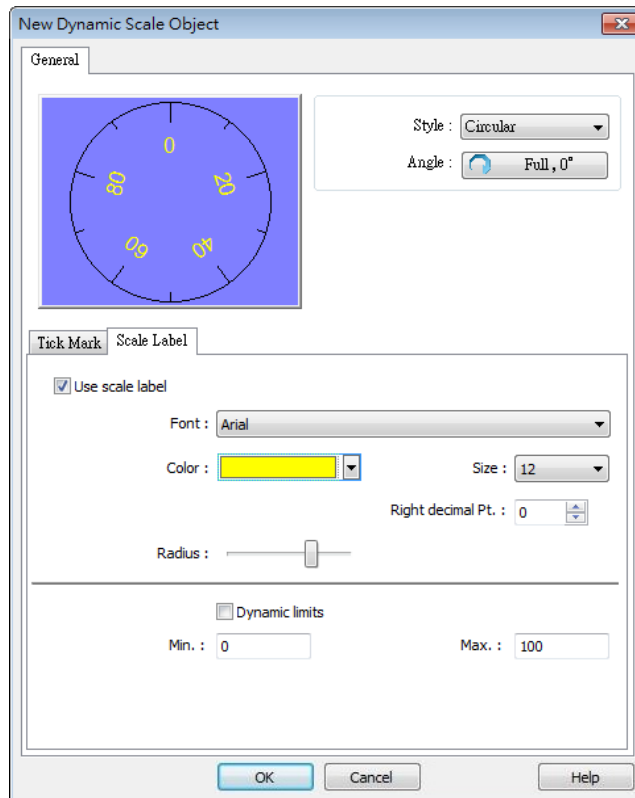 New Dynamic Scale Object
General
0
80
20
60
40
Style : Circular
Angle : Full , 0°
Tick Mark Scale Label
Use scale label
Font : Arial
Color : Size : 12
Right decimal Pt. : 0
Radius :
Dynamic limits
Min. : 0 Max. : 100
OK Cancel Help